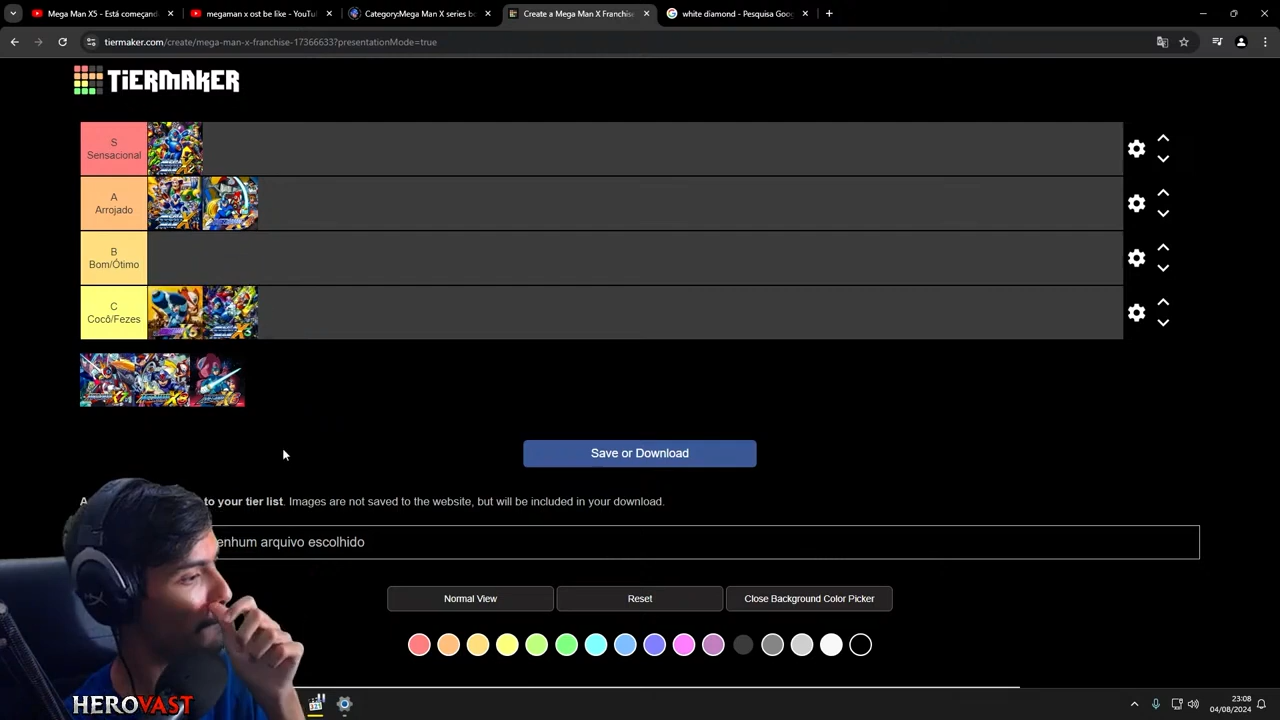 Mega Man X5 - Está começand
megaman x ost be like - YouTu
Category:Mega Man X series bo
Create a Mega Man X Franchise
white diamond - Pesquisa Goo
tiermaker.com/create/mega-man-x-franchise-17366633?presentationMode=true
TIERMAKER
S
Sensacional
A
Arrojado
B
Bom/Ótimo
C
Cocô/Fezes
Save or Download
to your tier list. Images are not saved to the website, but will be included in your download.
enhum arquivo escolhido
Normal View
Reset
Close Background Color Picker
HEROVAST
23:08
04/08/2024